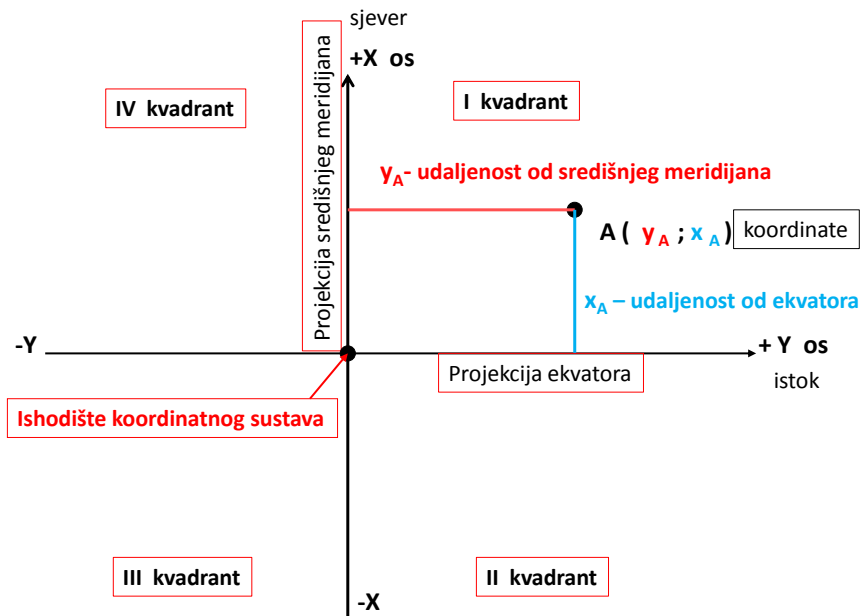 sjever
+X os
Projekcija središnjeg meridijana
IV kvadrant
I kvadrant
yA- udaljenost od središnjeg meridijana
A ( yA ; xA ) koordinate
xA – udaljenost od ekvatora
-Y
+ Y os
Projekcija ekvatora
istok
Ishodište koordinatnog sustava
III kvadrant
II kvadrant
-X